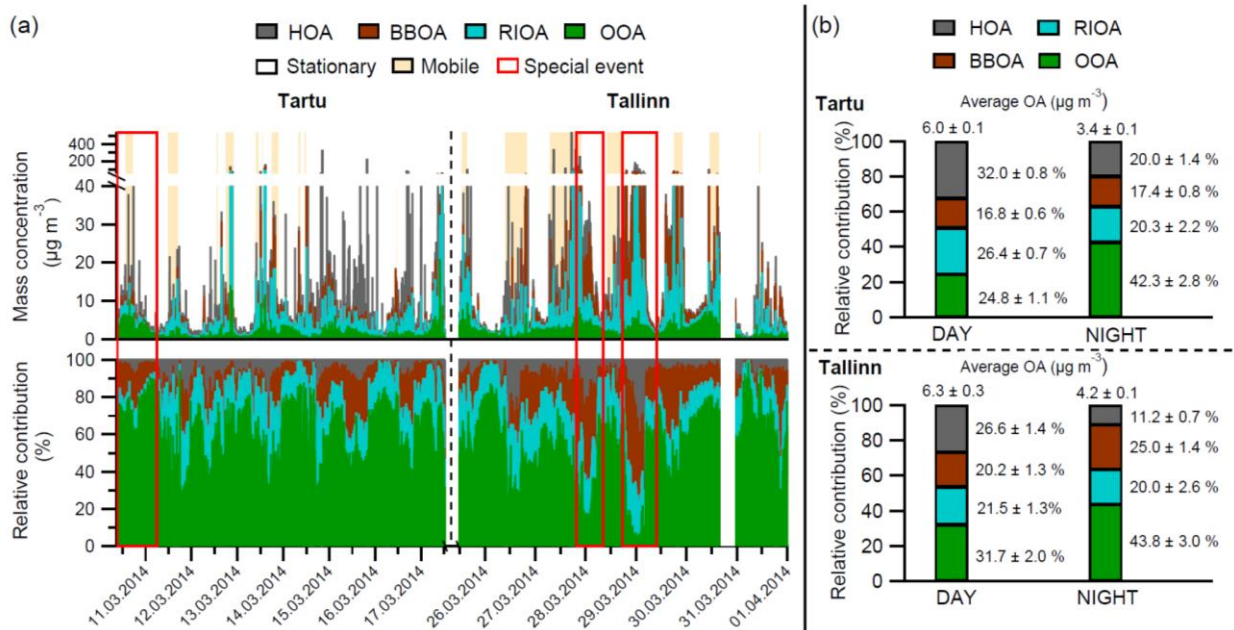 (a)
HOA BBOA RIOA OOA
Stationary Mobile Special event
Tartu Tallinn
Mass concentration
(µg m⁻³)
400
200
40
30
20
10
0
Relative contribution
(%)
100
80
60
40
20
0
11.03.2014 12.03.2014 13.03.2014 14.03.2014 15.03.2014 16.03.2014 17.03.2014 26.03.2014 27.03.2014 28.03.2014 29.03.2014 30.03.2014 31.03.2014 01.04.2014
(b)
HOA RIOA
BBOA OOA
Tartu
Average OA (µg m⁻³)
6.0 ± 0.1 3.4 ± 0.1
Relative contribution (%)
100
80
60
40
20
0
32.0 ± 0.8 %
16.8 ± 0.6 %
26.4 ± 0.7 %
24.8 ± 1.1 %
20.0 ± 1.4 %
17.4 ± 0.8 %
20.3 ± 2.2 %
42.3 ± 2.8 %
DAY NIGHT
Tallinn
Average OA (µg m⁻³)
6.3 ± 0.3 4.2 ± 0.1
Relative contribution (%)
100
80
60
40
20
0
26.6 ± 1.4 %
20.2 ± 1.3 %
21.5 ± 1.3%
31.7 ± 2.0 %
11.2 ± 0.7 %
25.0 ± 1.4 %
20.0 ± 2.6 %
43.8 ± 3.0 %
DAY NIGHT